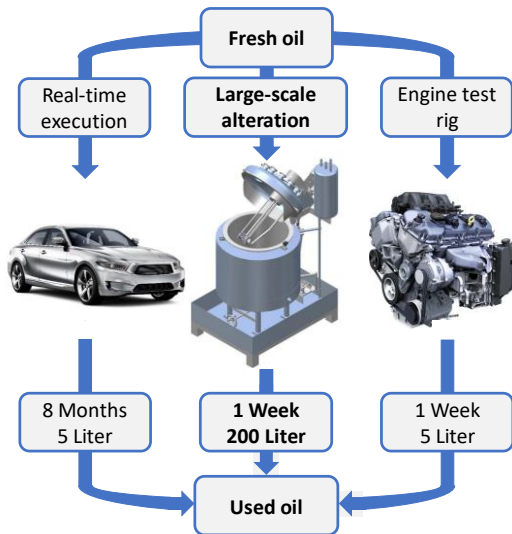 Fresh oil
Real-time
execution
Large-scale
alteration
Engine test
rig
8 Months
5 Liter
1 Week
200 Liter
1 Week
5 Liter
Used oil